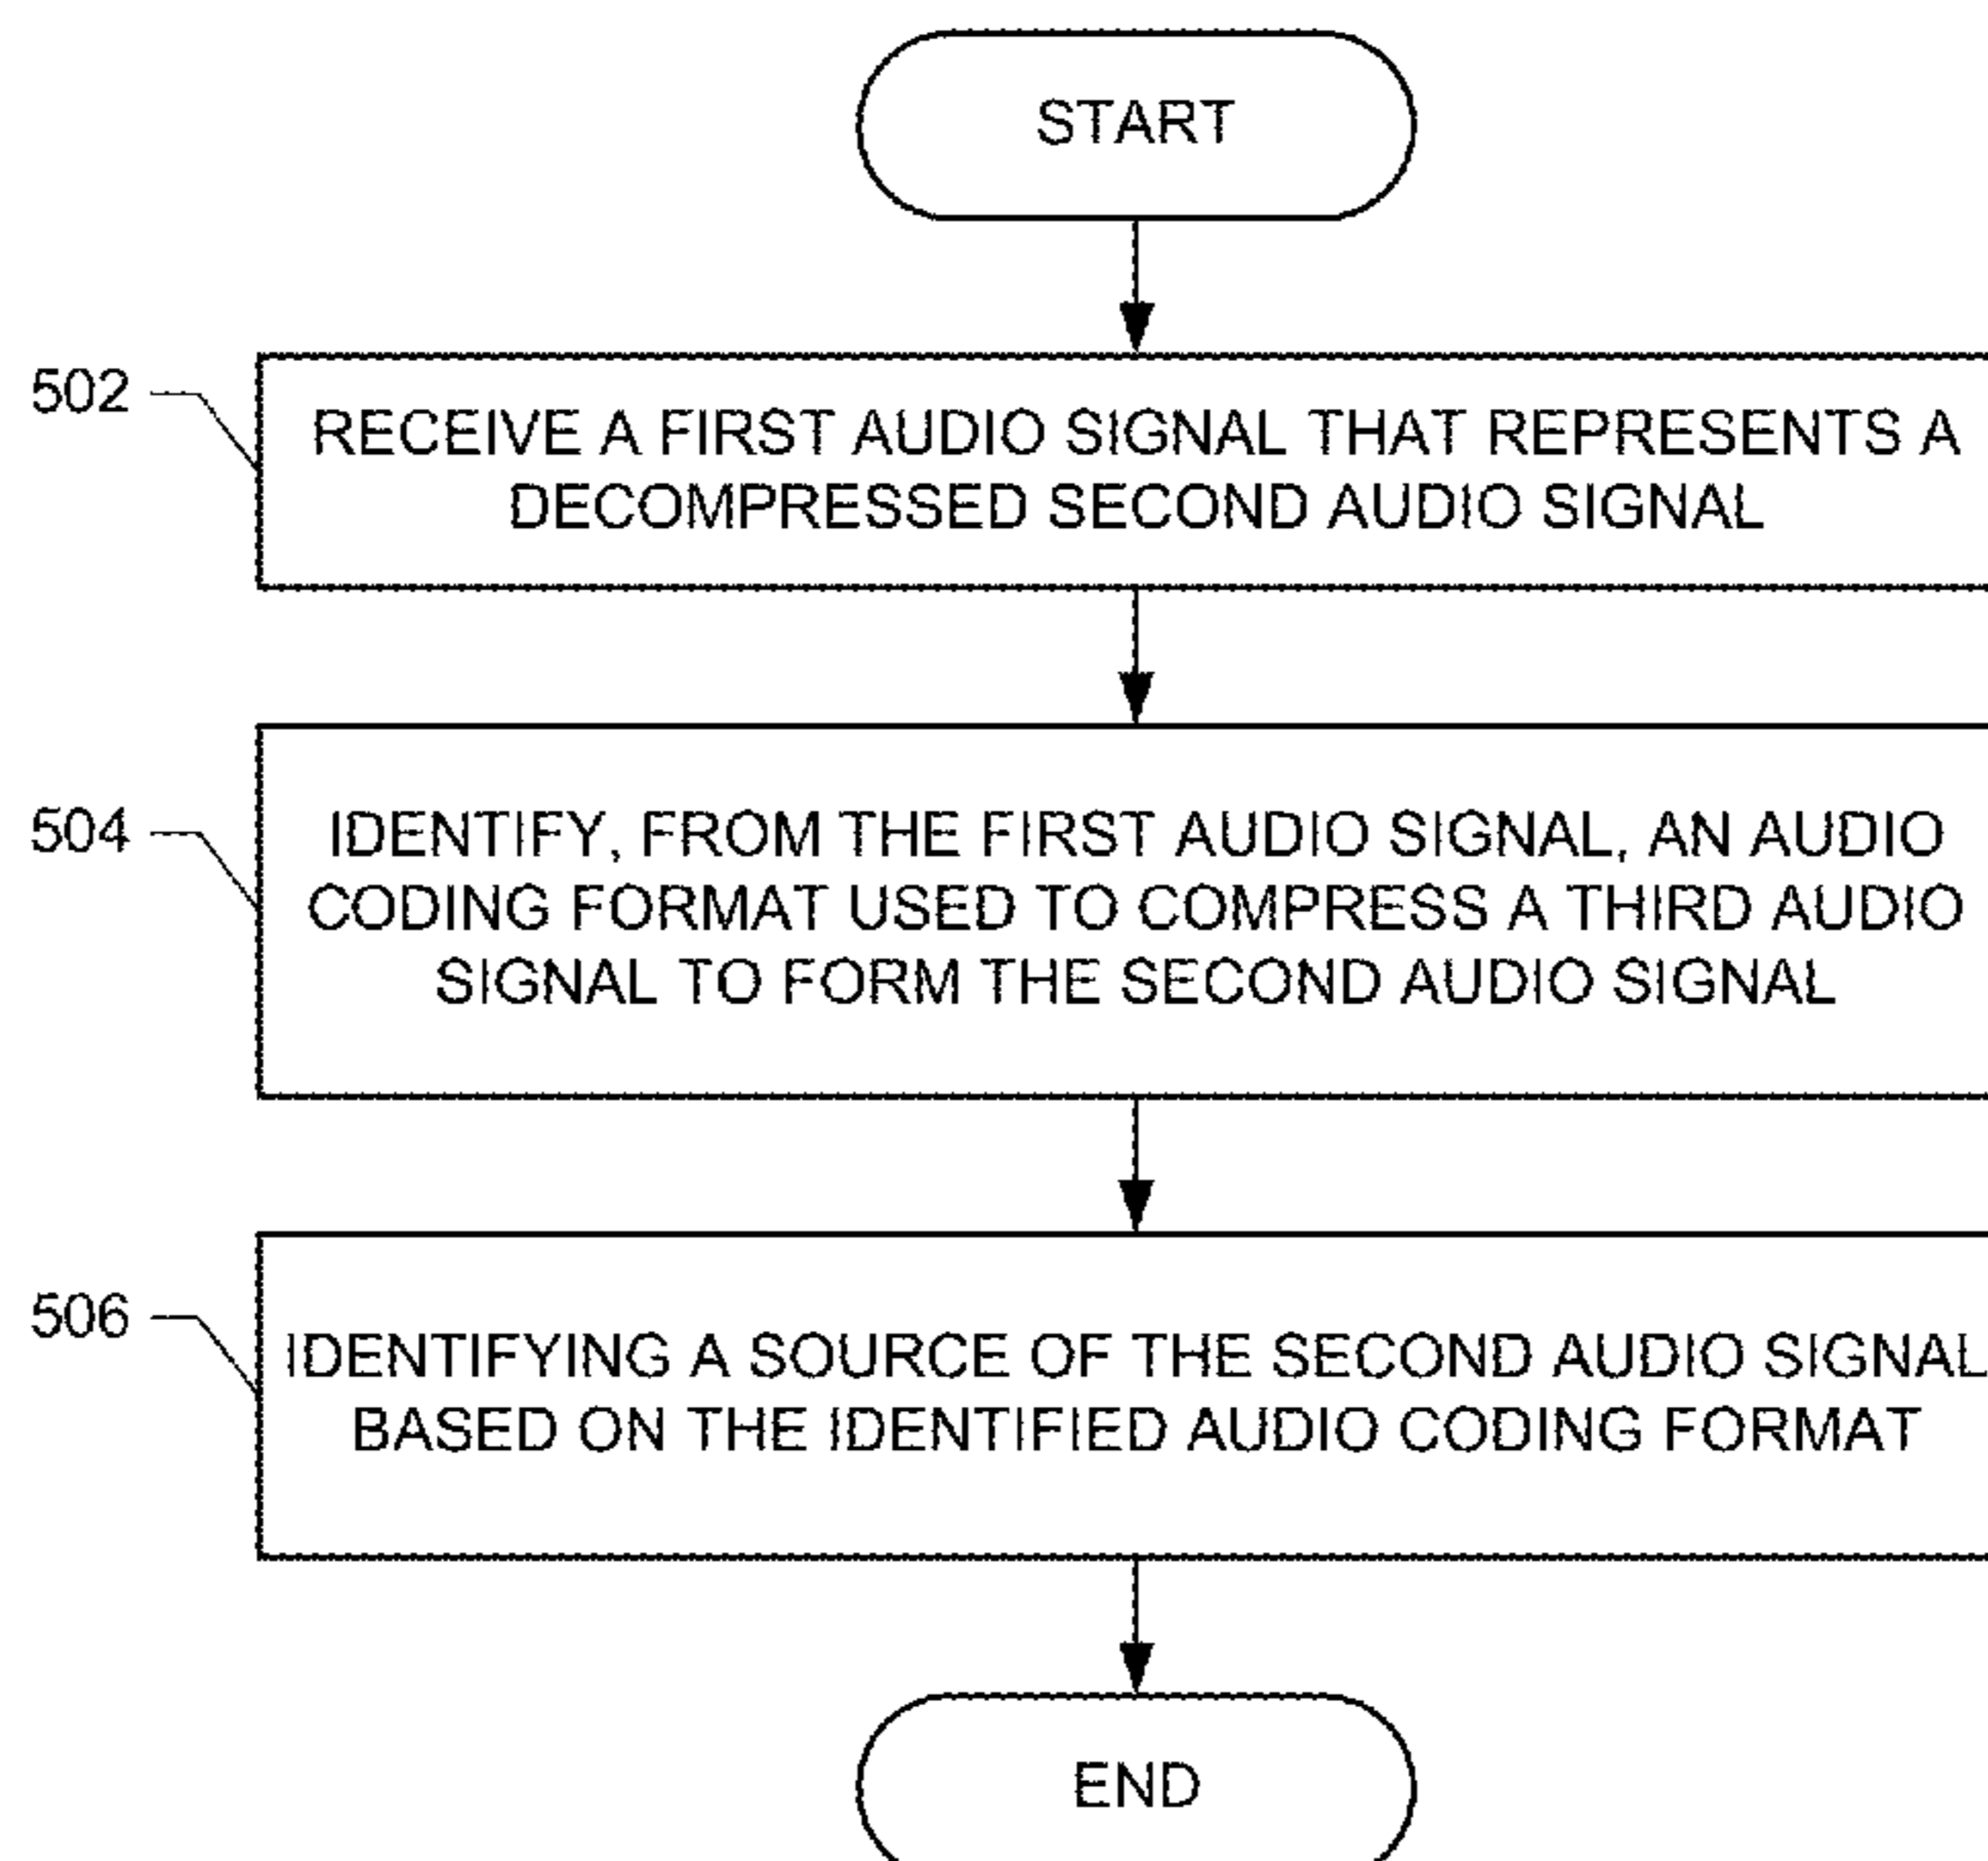 START
502
RECEIVE A FIRST AUDIO SIGNAL THAT REPRESENTS A
DECOMPRESSED SECOND AUDIO SIGNAL
504
IDENTIFY, FROM THE FIRST AUDIO SIGNAL, AN AUDIO
CODING FORMAT USED TO COMPRESS A THIRD AUDIO
SIGNAL TO FORM THE SECOND AUDIO SIGNAL
506
IDENTIFYING A SOURCE OF THE SECOND AUDIO SIGNAL
BASED ON THE IDENTIFIED AUDIO CODING FORMAT
END